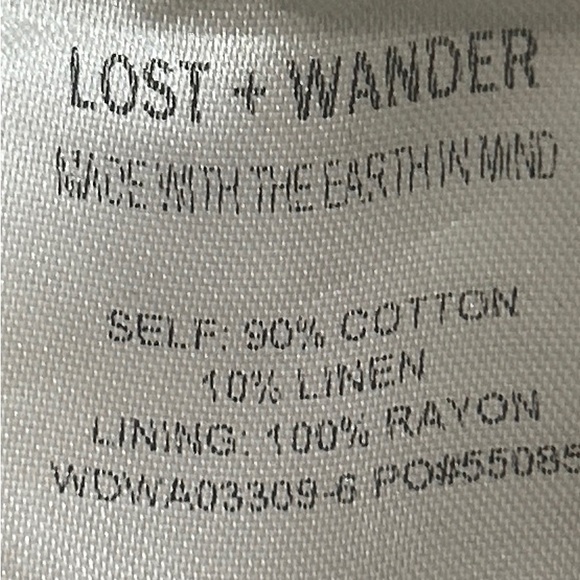 LOST + WANDER
MADE WITH THE EARTH IN MIND
SELF: 90% COTTON
10% LINEN
LINING: 100% RAYON
WDWA03309-6 PO#55085